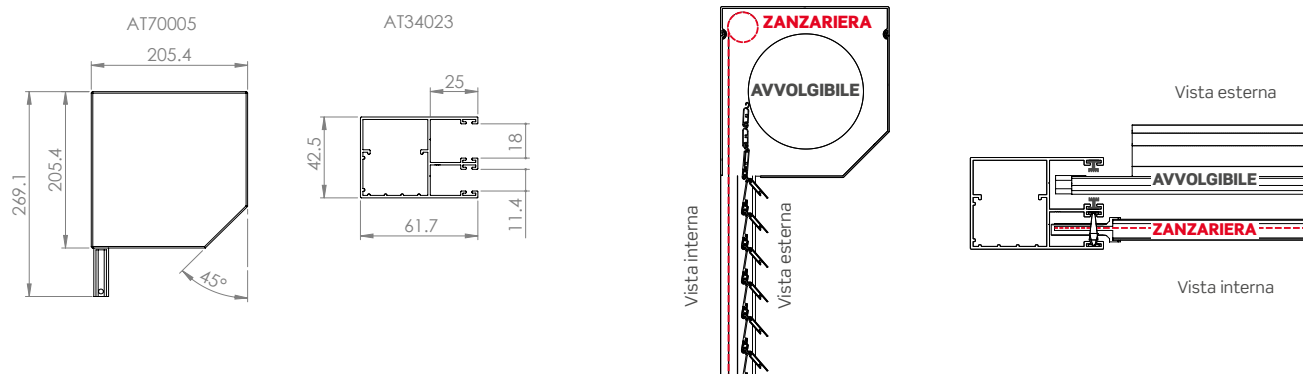 AT70005
205.4
269.1
205.4
45°
AT34023
25
42.5
18
11.4
61.7
ZANZARIERA
AVVOLGIBILE
Vista interna
Vista esterna
Vista esterna
AVVOLGIBILE
ZANZARIERA
Vista interna